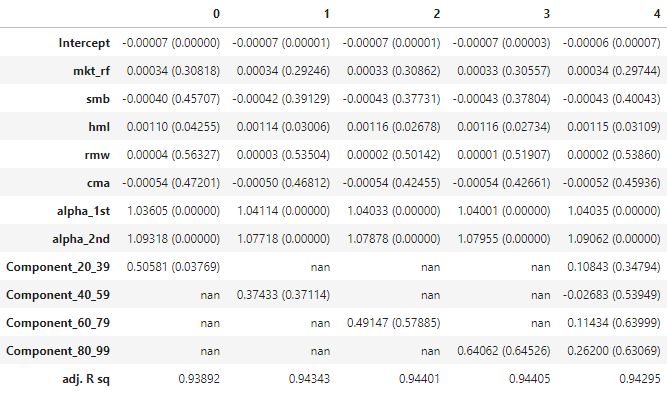 0 1 2 3 4
Intercept -0.00007 (0.00000) -0.00007 (0.00001) -0.00007 (0.00001) -0.00007 (0.00003) -0.00006 (0.00007)
mkt_rf 0.00034 (0.30818) 0.00034 (0.29246) 0.00033 (0.30862) 0.00033 (0.30557) 0.00034 (0.29744)
smb -0.00040 (0.45707) -0.00042 (0.39129) -0.00043 (0.37731) -0.00043 (0.37804) -0.00043 (0.40043)
hml 0.00110 (0.04255) 0.00114 (0.03006) 0.00116 (0.02678) 0.00116 (0.02734) 0.00115 (0.03109)
rmw 0.00004 (0.56327) 0.00003 (0.53504) 0.00002 (0.50142) 0.00001 (0.51907) 0.00002 (0.53860)
cma -0.00054 (0.47201) -0.00050 (0.46812) -0.00054 (0.42455) -0.00054 (0.42661) -0.00052 (0.45936)
alpha_1st 1.03605 (0.00000) 1.04114 (0.00000) 1.04033 (0.00000) 1.04001 (0.00000) 1.04035 (0.00000)
alpha_2nd 1.09318 (0.00000) 1.07718 (0.00000) 1.07878 (0.00000) 1.07955 (0.00000) 1.09062 (0.00000)
Component_20_39 0.50581 (0.03769) nan nan nan 0.10843 (0.34794)
Component_40_59 nan 0.37433 (0.37114) nan nan -0.02683 (0.53949)
Component_60_79 nan nan 0.49147 (0.57885) nan 0.11434 (0.63999)
Component_80_99 nan nan nan 0.64062 (0.64526) 0.26200 (0.63069)
adj. R sq 0.93892 0.94343 0.94401 0.94405 0.94295